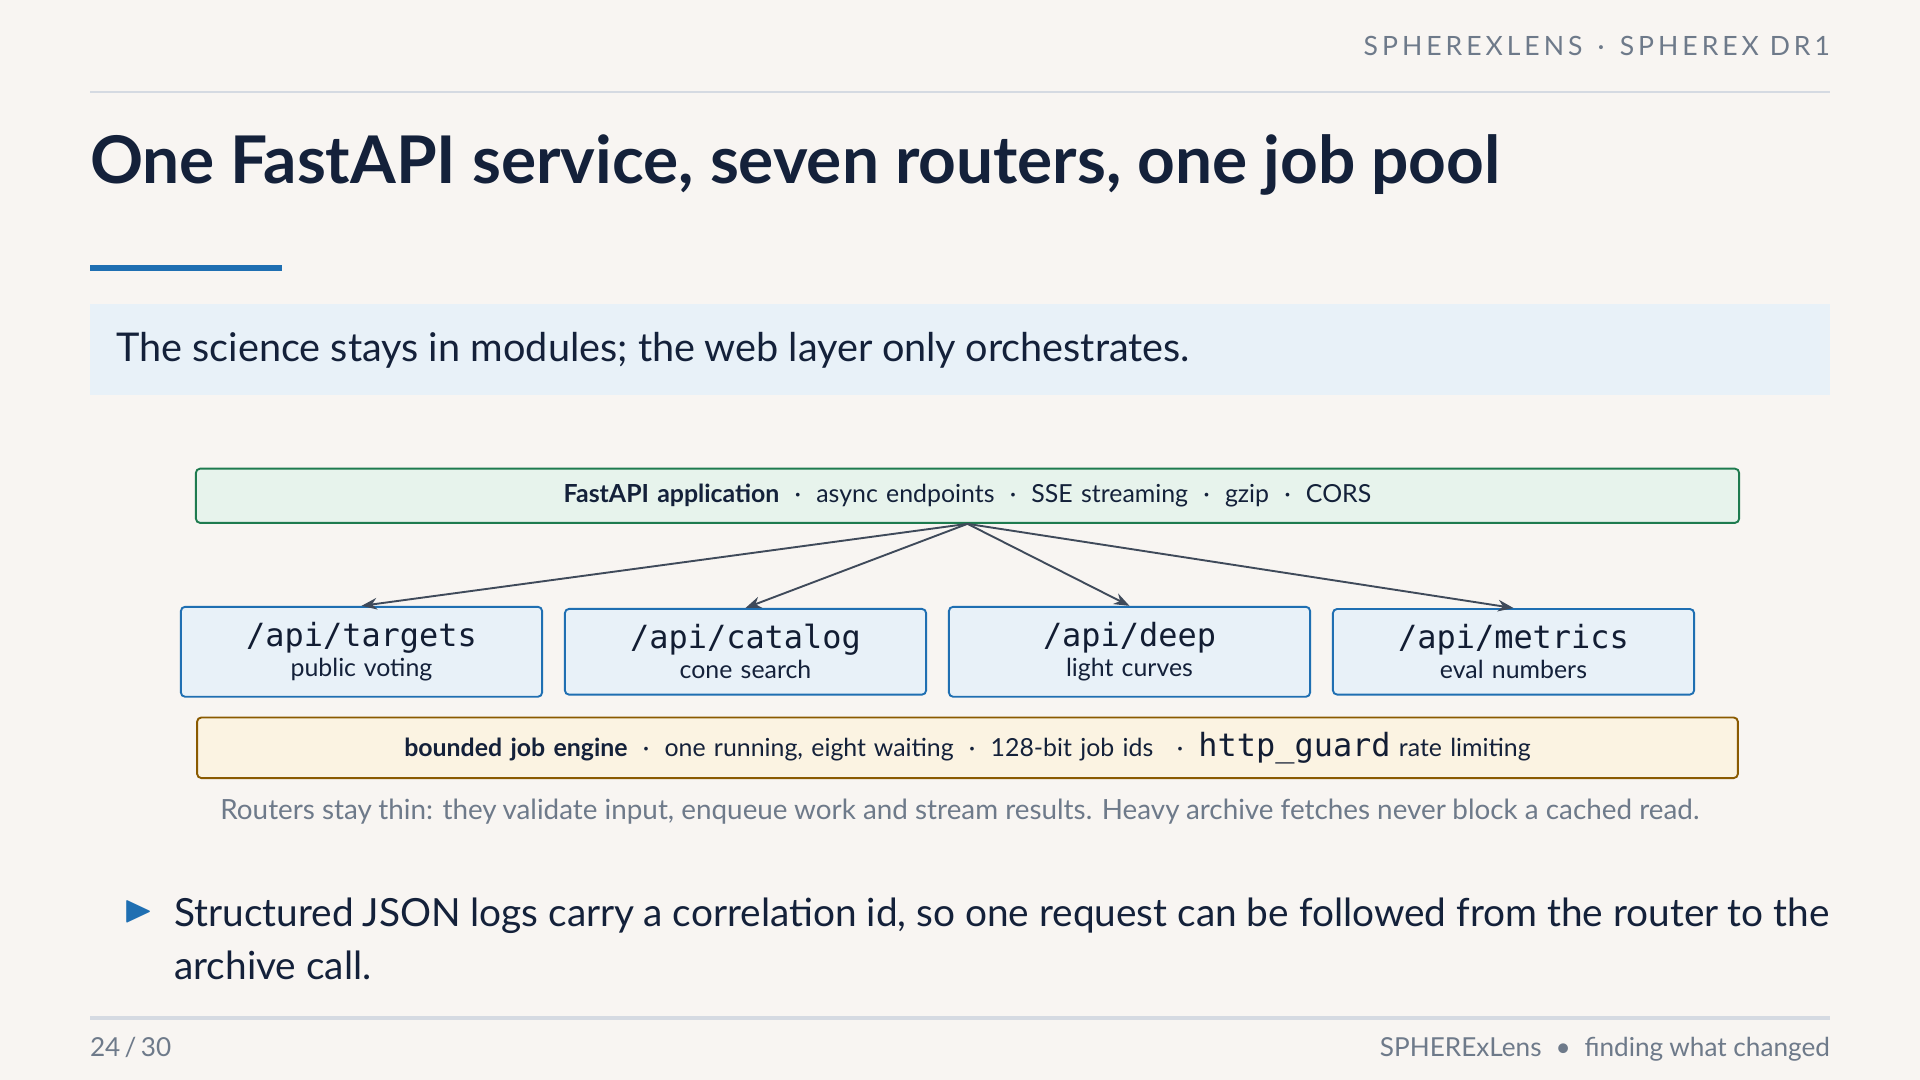 SPHEREXLENS · SPHEREX DR1
One FastAPI service, seven routers, one job pool
The science stays in modules; the web layer only orchestrates.
FastAPI application · async endpoints · SSE streaming · gzip · CORS
/api/targets
public voting
/api/catalog
cone search
/api/deep
light curves
/api/metrics
eval numbers
bounded job engine · one running, eight waiting · 128-bit job ids · http_guard rate limiting
Routers stay thin: they validate input, enqueue work and stream results. Heavy archive fetches never block a cached read.
▶ Structured JSON logs carry a correlation id, so one request can be followed from the router to the
archive call.
24 / 30
SPHERExLens • finding what changed